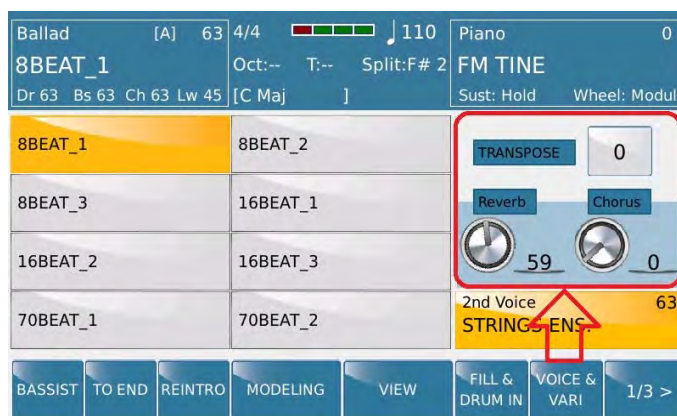 Ballad [A] 63
8BEAT_1
Dr 63 Bs 63 Ch 63 Lw 45
4/4 110
Oct:-- T:-- Split:F# 2
[C Maj ]
Piano 0
FM TINE
Sust: Hold Wheel: Modul
8BEAT_1
8BEAT_2
8BEAT_3
16BEAT_1
16BEAT_2
16BEAT_3
70BEAT_1
70BEAT_2
TRANSPOSE 0
Reverb Chorus
59 0
2nd Voice 63
STRINGS ENS.
BASSIST
TO END
REINTRO
MODELING
VIEW
FILL &
DRUM IN
VOICE &
VARI
1/3 >